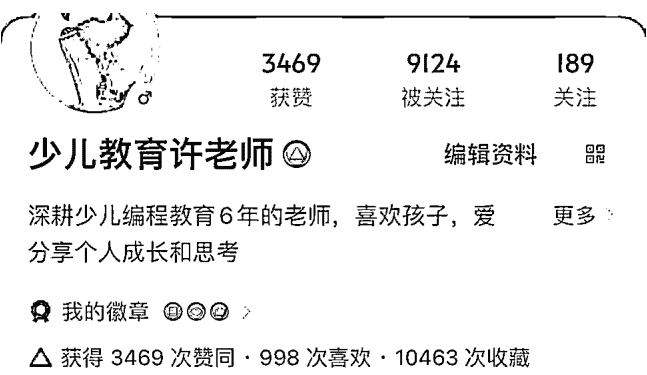 3469 9124 189
获赞 被关注 关注
少儿教育许老师 编辑资料
深耕少儿编程教育6年的老师，喜欢孩子，爱 更多
分享个人成长和思考
我的徽章
获得 3469 次赞同 · 998 次喜欢 · 10463 次收藏